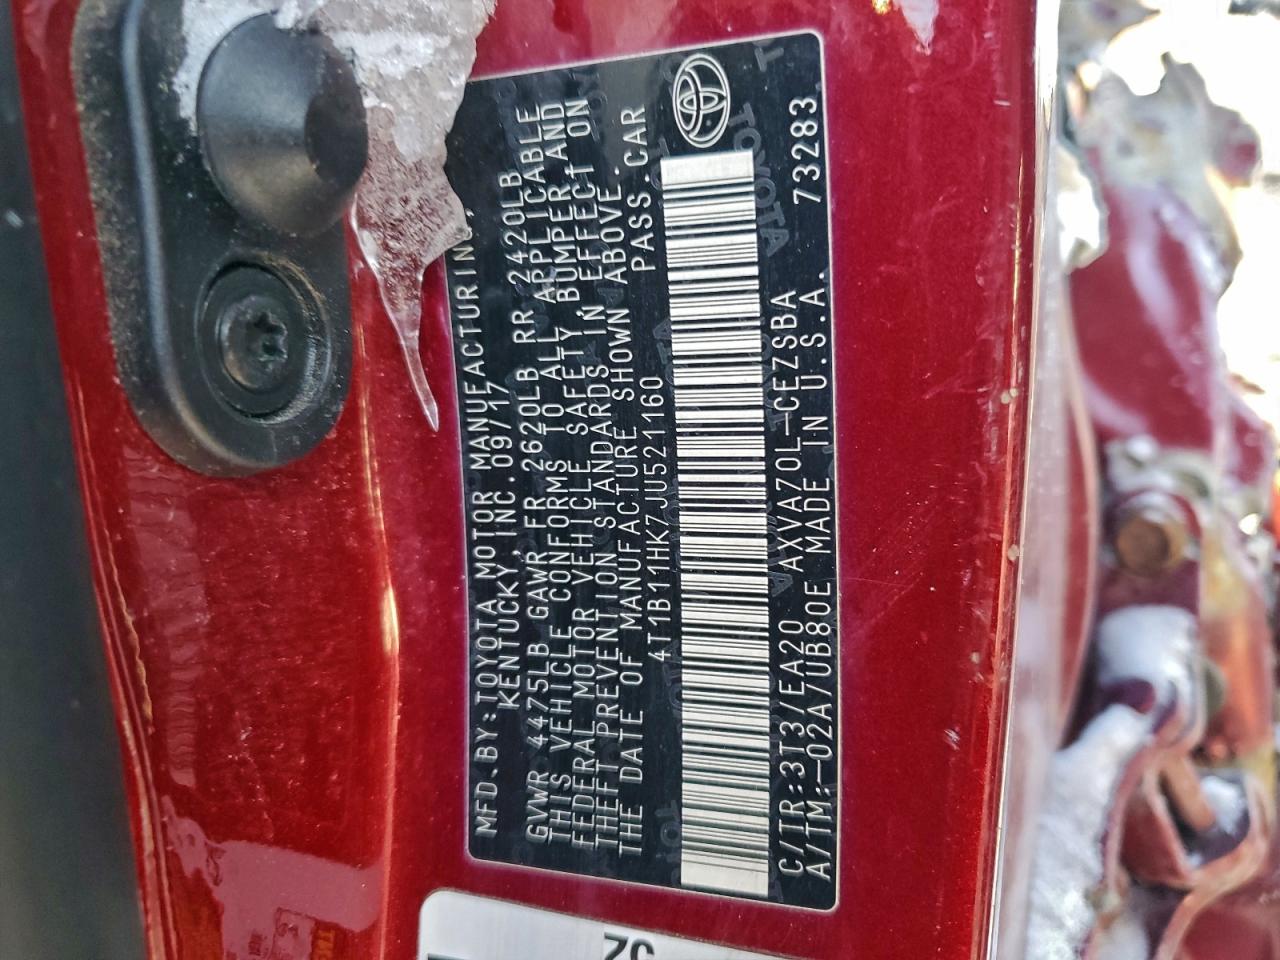 MFD.BY:TOYOTA MOTOR MANUFACTURING,
KENTUCKY, INC. 09/17
GVWR 4475LB GAWR FR 2620LB RR 2420LB
THIS VEHICLE CONFORMS TO ALL APPLICABLE
FEDERAL MOTOR VEHICLE SAFETY, BUMPER AND
THEFT PREVENTION STANDARDS IN EFFECT ON
THE DATE OF MANUFACTURE SHOWN ABOVE.
4T1B11HK7JU521160 PASS.CAR
C/TR:3T3/EA20 AXVA70L-CEZSBA 73283
A/TM:-02A/UB80E MADE IN U.S.A.
TOYOTA